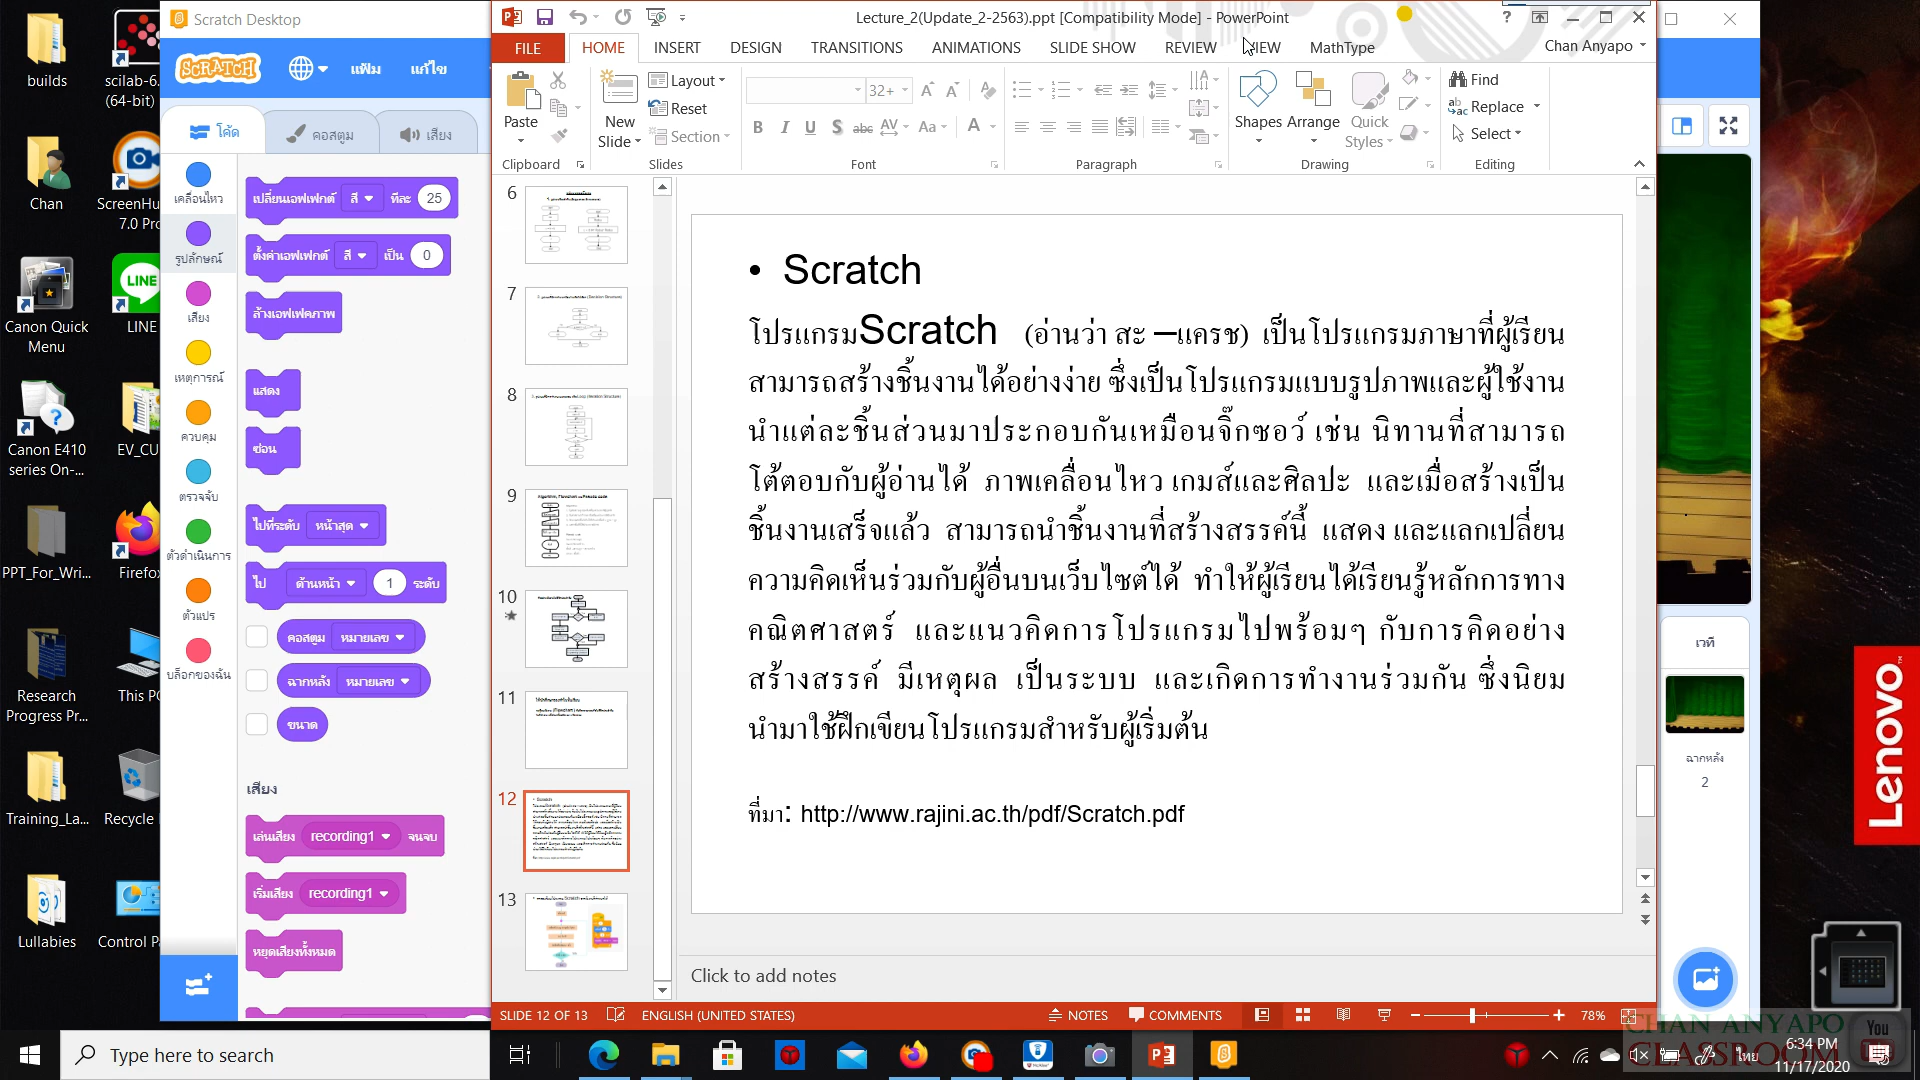 builds
scilab-6.
(64-bit)
Chan
ScreenHu
7.0 Pro
Canon Quick
Menu
LINE
LINE
Canon E410
series On-...
EV_CU
PPT_For_Wri...
Firefox
Research
Progress Pr...
This PC
Training_La...
Recycle
Lullabies
Control P
Scratch Desktop
SCRATCH
แฟ้ม
แก้ไข
โค้ด
คอสตูม
เสียง
เคลื่อนไหว
รูปลักษณ์
เสียง
เหตุการณ์
ควบคุม
ตรวจจับ
ตัวดำเนินการ
ตัวแปร
บล็อกของฉัน
เปลี่ยนเอฟเฟกต์ สี ทีละ 25
ตั้งค่าเอฟเฟกต์ สี เป็น 0
ล้างเอฟเฟคภาพ
แสดง
ซ่อน
ไปที่ระดับ หน้าสุด
ไป ด้านหน้า 1 ระดับ
คอสตูม หมายเลข
ฉากหลัง หมายเลข
ขนาด
เสียง
เล่นเสียง recording1 จนจบ
เริ่มเสียง recording1
หยุดเสียงทั้งหมด
Lecture_2(Update_2-2563).ppt [Compatibility Mode] - PowerPoint
FILE HOME INSERT DESIGN TRANSITIONS ANIMATIONS SLIDE SHOW REVIEW VIEW MathType
Chan Anyapo
Paste
Clipboard
New
Slide
Layout
Reset
Section
Slides
32+
Font
Paragraph
Shapes
Arrange
Quick
Styles
Drawing
Find
Replace
Select
Editing
6
7
8
9
10
11
12
13
• Scratch
โปรแกรมScratch (อ่านว่า สะ –แครช) เป็นโปรแกรมภาษาที่ผู้เรียน
สามารถสร้างชิ้นงานได้อย่างง่าย ซึ่งเป็นโปรแกรมแบบรูปภาพและผู้ใช้งาน
นำแต่ละชิ้นส่วนมาประกอบกันเหมือนจิ๊กซอว์ เช่น นิทานที่สามารถ
โต้ตอบกับผู้อ่านได้ ภาพเคลื่อนไหว เกมส์และศิลปะ และเมื่อสร้างเป็น
ชิ้นงานเสร็จแล้ว สามารถนำชิ้นงานที่สร้างสรรค์นี้ แสดง และแลกเปลี่ยน
ความคิดเห็นร่วมกับผู้อื่นบนเว็บไซต์ได้ ทำให้ผู้เรียนได้เรียนรู้หลักการทาง
คณิตศาสตร์ และแนวคิดการโปรแกรมไปพร้อมๆ กับการคิดอย่าง
สร้างสรรค์ มีเหตุผล เป็นระบบ และเกิดการทำงานร่วมกัน ซึ่งนิยม
นำมาใช้ฝึกเขียนโปรแกรมสำหรับผู้เริ่มต้น
ที่มา: http://www.rajini.ac.th/pdf/Scratch.pdf
Click to add notes
SLIDE 12 OF 13 ENGLISH (UNITED STATES) NOTES COMMENTS 78%
เวที
ฉากหลัง
2
Lenovo
CHAN ANYAPO
CLASSROOM
You
Type here to search
ไทย
6:34 PM
11/17/2020